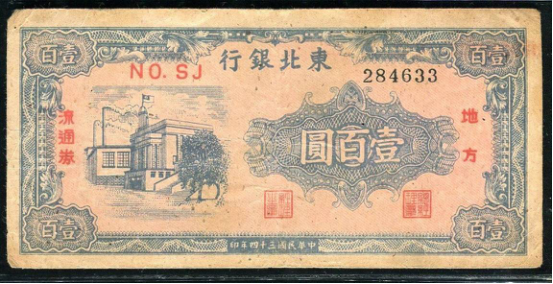 東北銀行
NO. SJ
284633
壹百
壹百
地方
流通券
壹百圓
壹百
壹百
中華民國三十四年印